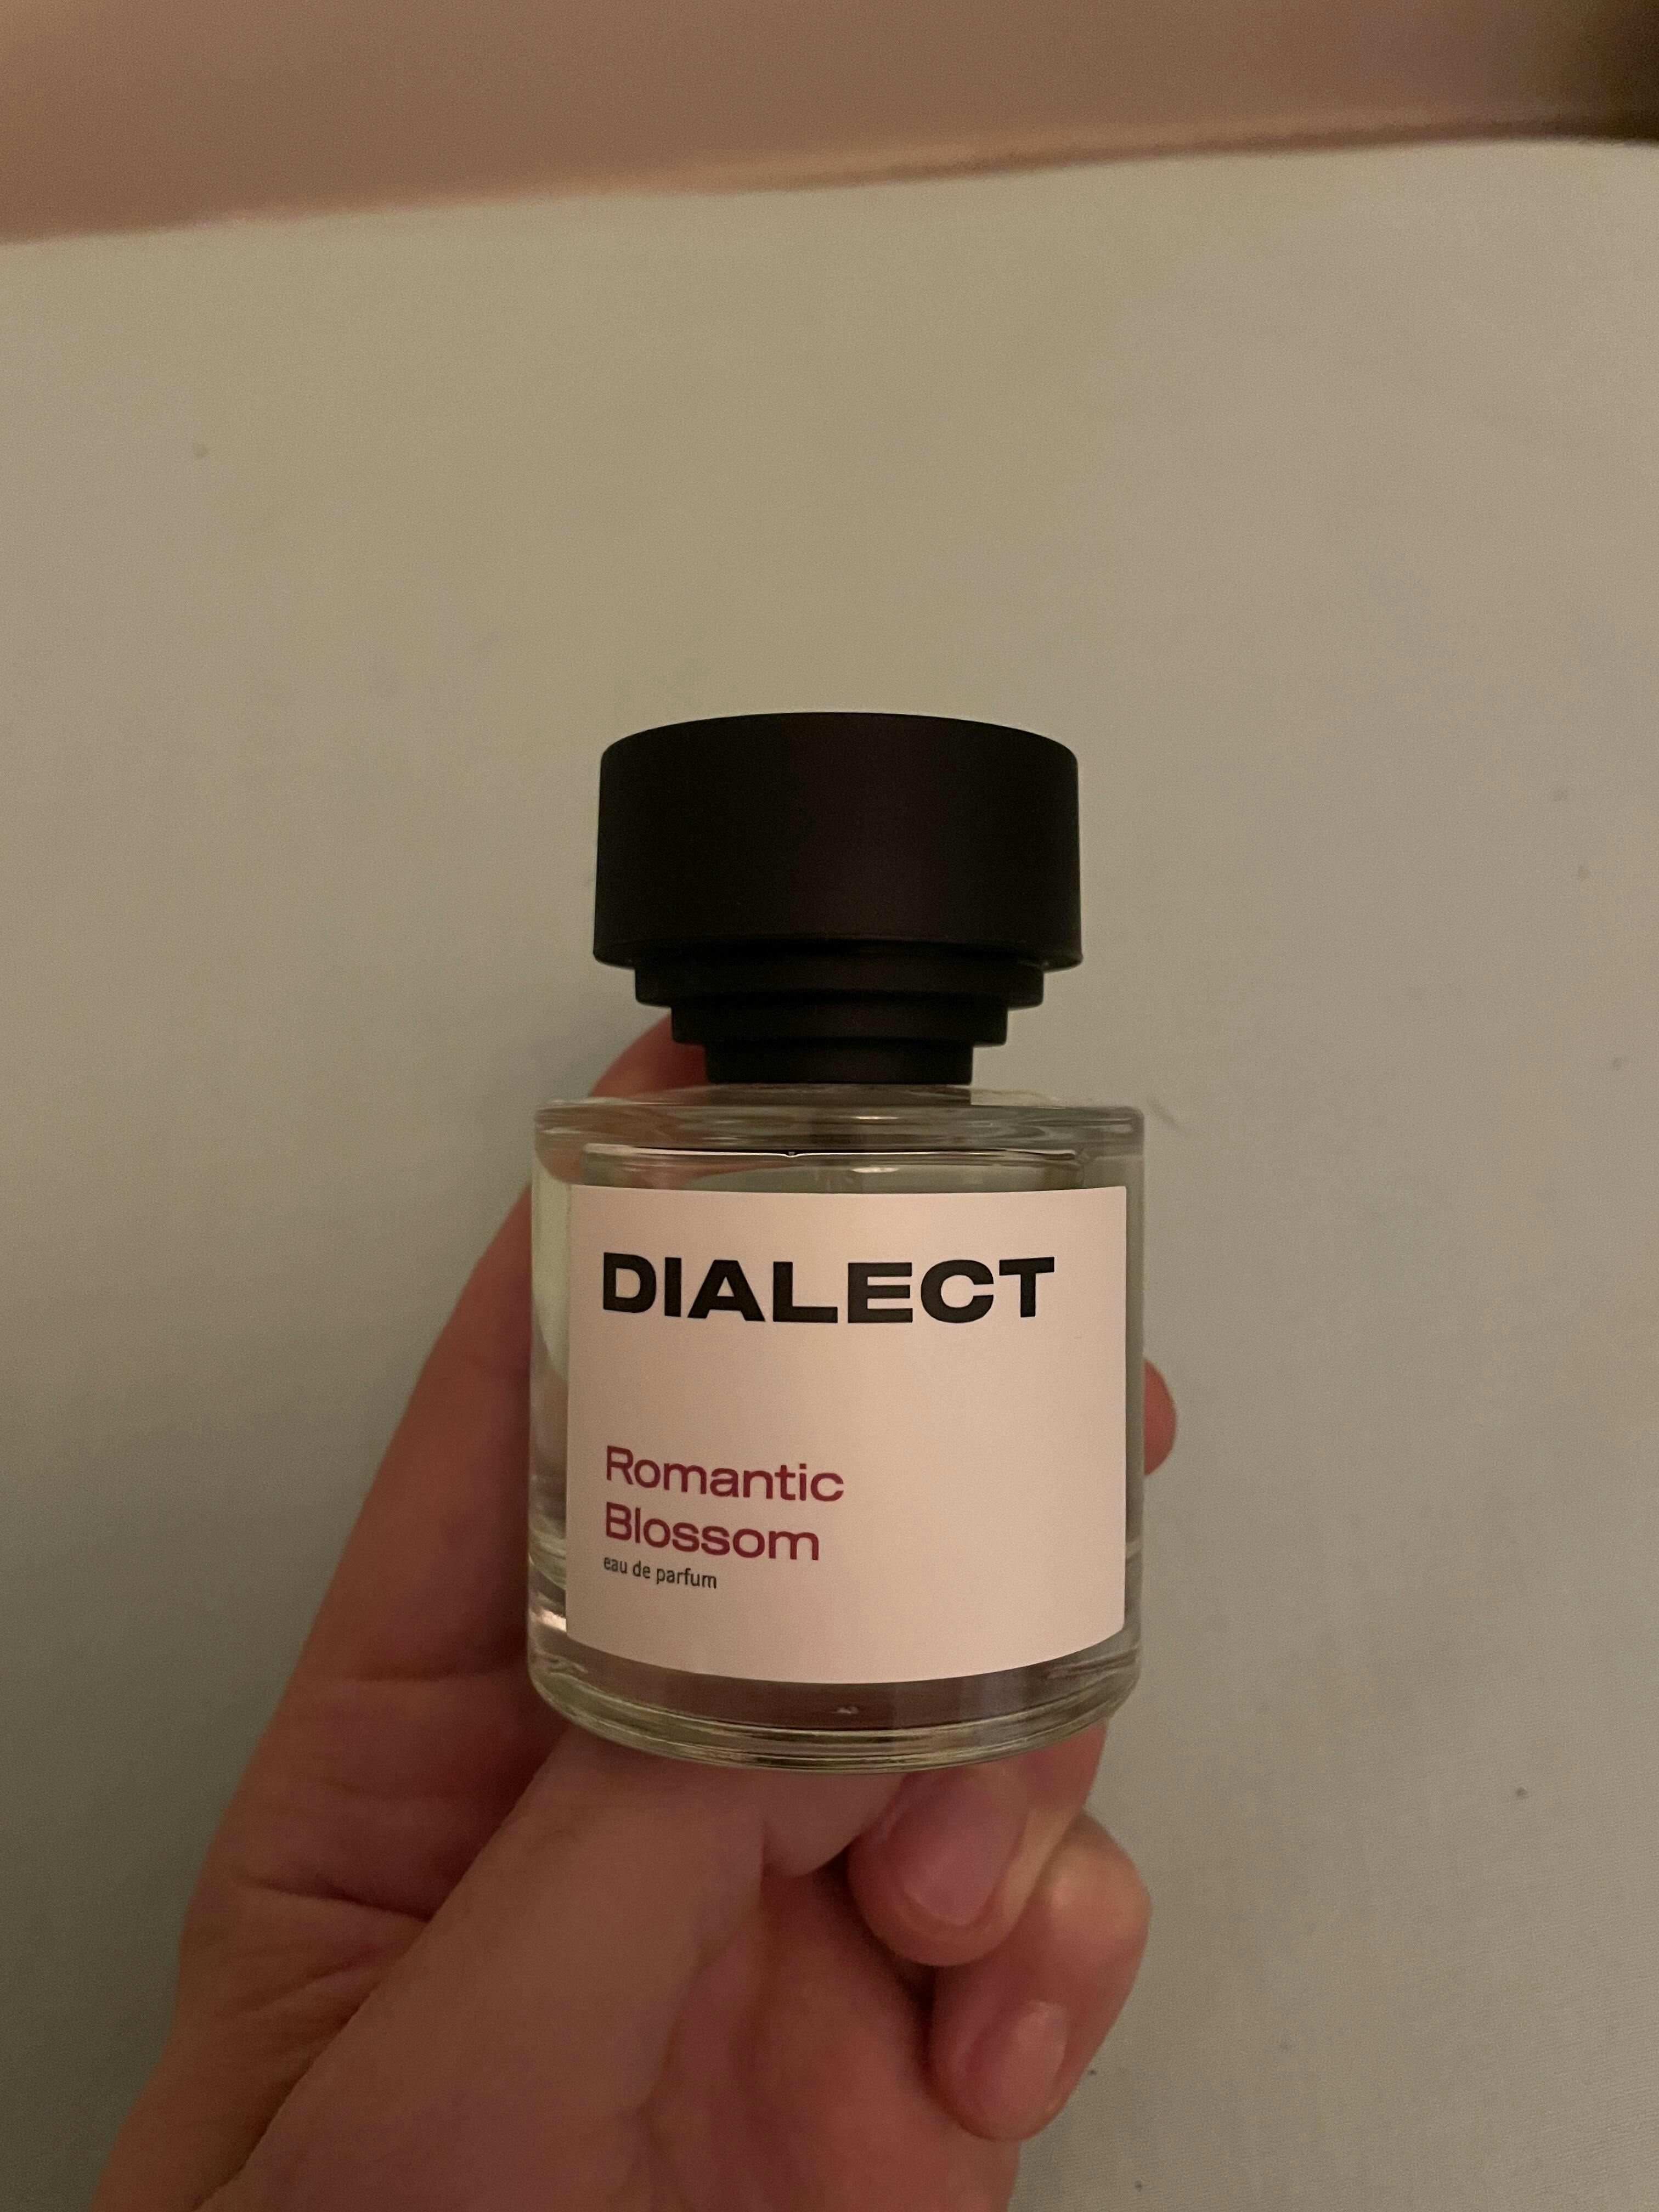 DIALECT
Romantic
Blossom
eau de parfum